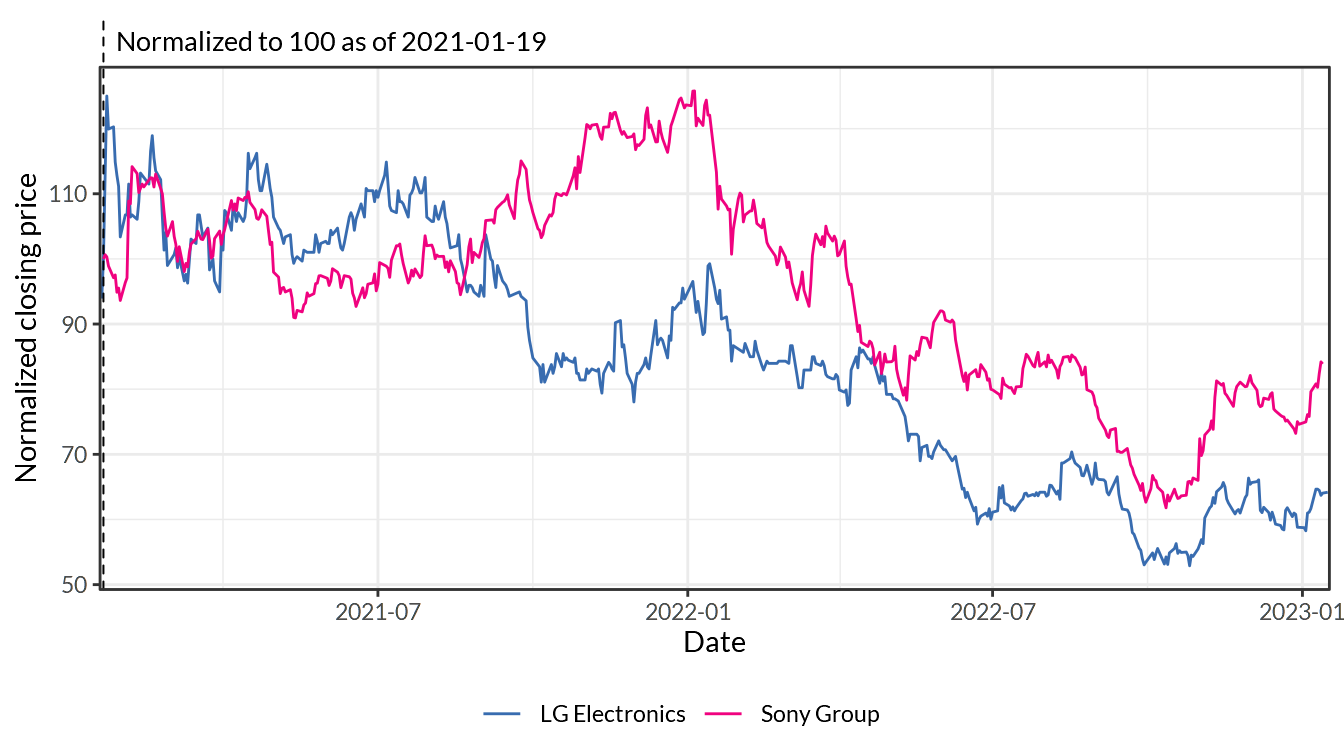 Normalized to 100 as of 2021-01-19
Normalized closing price
110
90
70
50
2021-07
2022-01
2022-07
2023-01
Date
LG Electronics
Sony Group